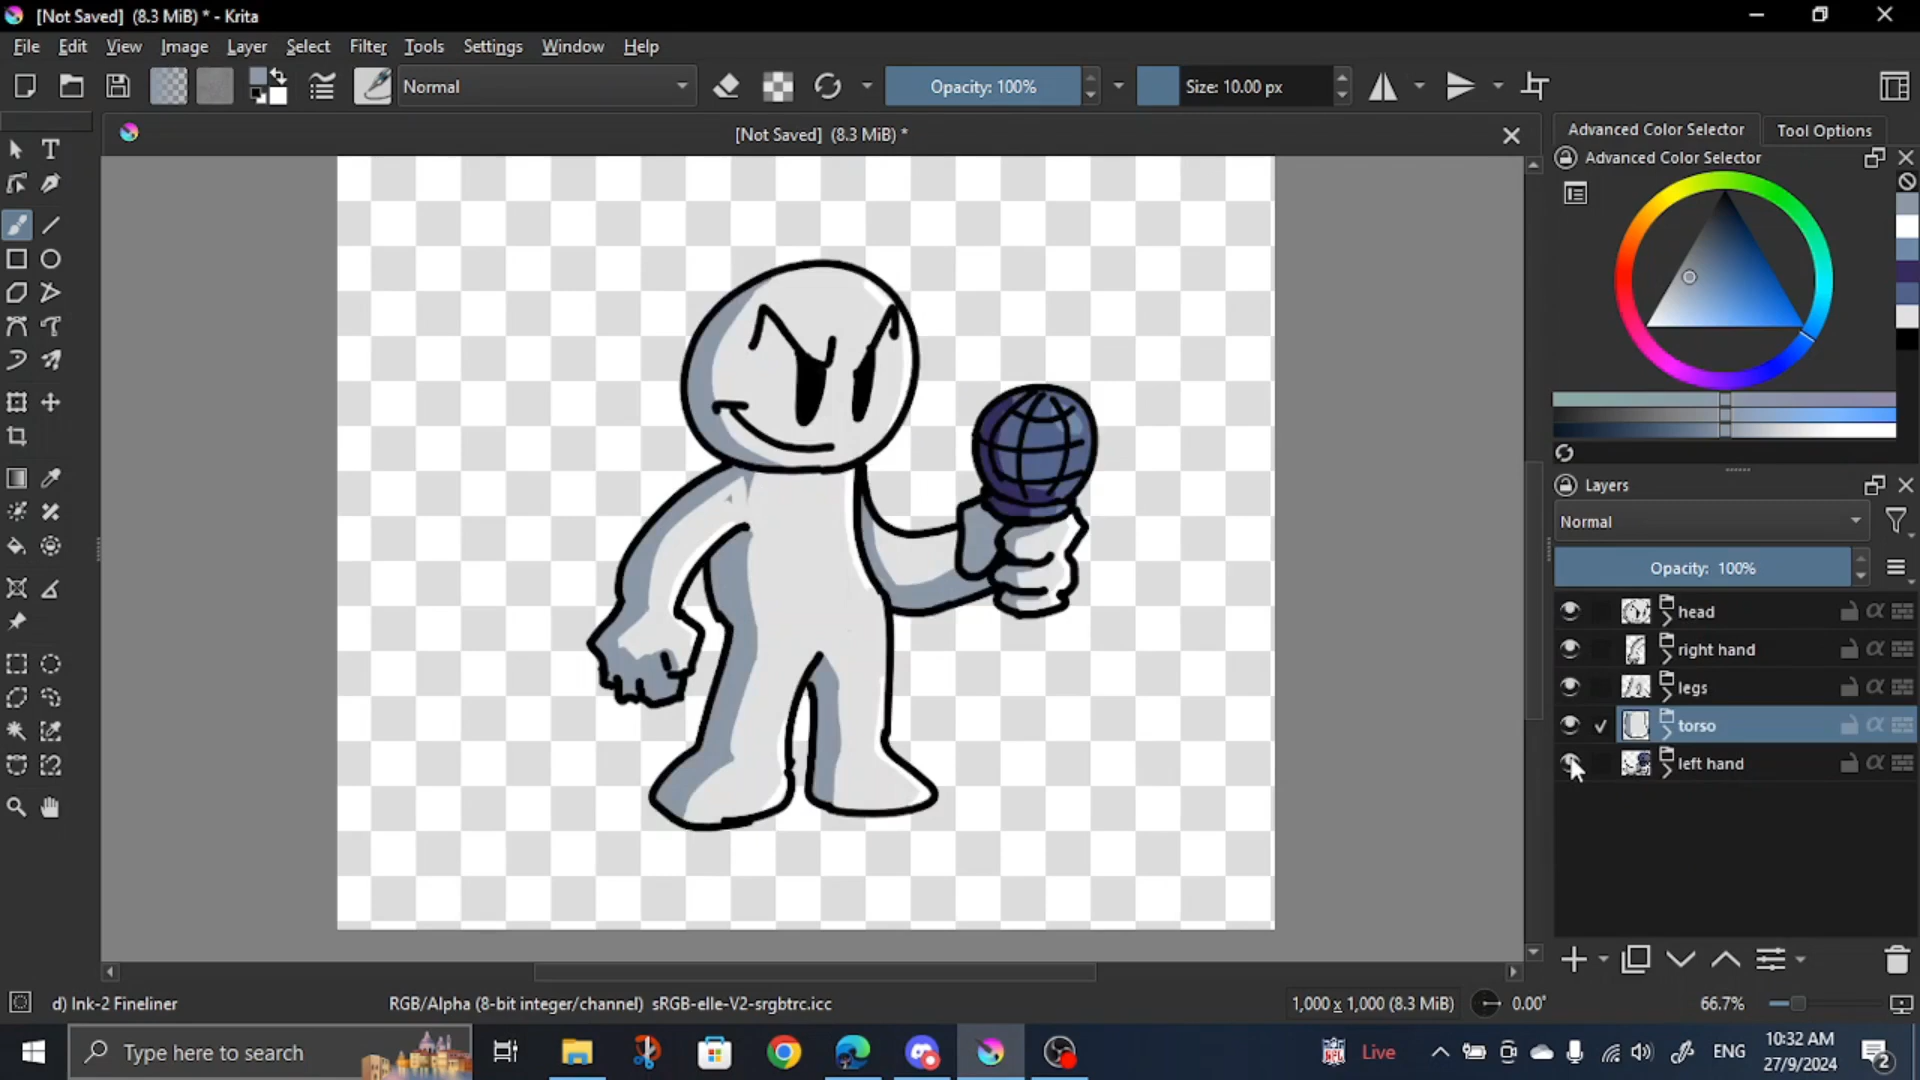 [Not Saved]  (8.3 MiB) * - Krita
File Edit View Image Layer Select Filter Tools Settings Window Help
Normal
Opacity: 100%
Size: 10.00 px
[Not Saved]  (8.3 MiB) *
Advanced Color Selector
Tool Options
Advanced Color Selector
Layers
Normal
Opacity: 100%
head
right hand
legs
torso
left hand
d) Ink-2 Fineliner
RGB/Alpha (8-bit integer/channel)  sRGB-elle-V2-srgbtrc.icc
1,000 x 1,000 (8.3 MiB)
0.00°
66.7%
Type here to search
NFL
Live
ENG
10:32 AM
27/9/2024
2